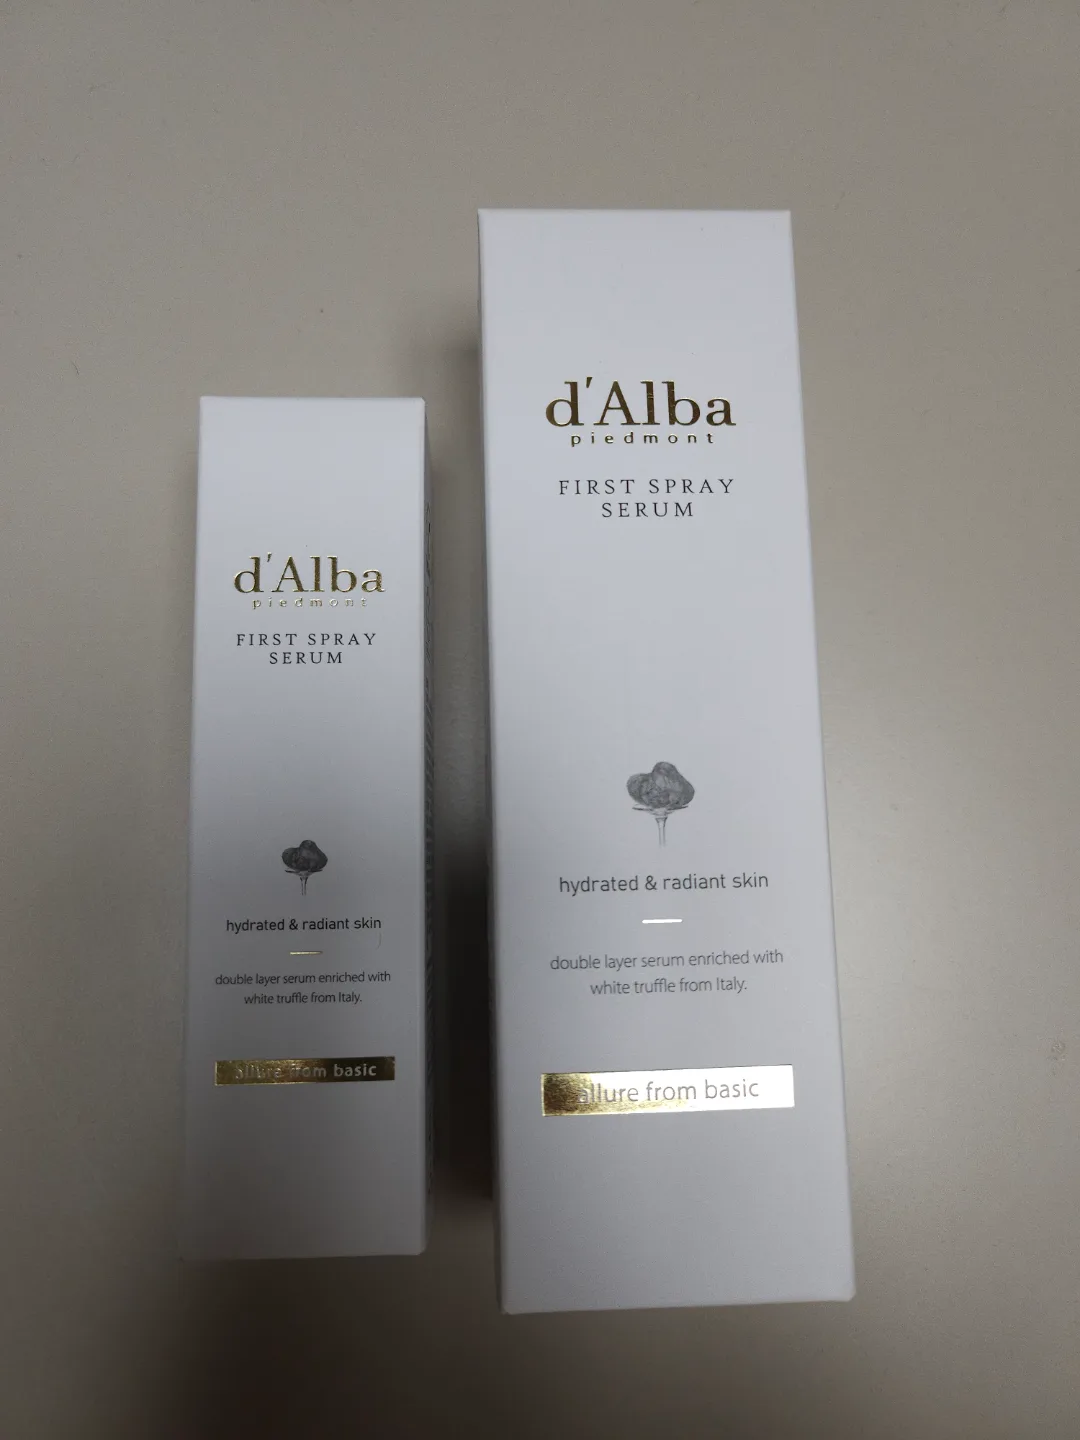 d'Alba
piedmont
FIRST SPRAY
SERUM
hydrated & radiant skin
double layer serum enriched with
white truffle from Italy.
allure from basic
d'Alba
piedmont
FIRST SPRAY
SERUM
hydrated & radiant skin
double layer serum enriched with
white truffle from Italy.
allure from basic